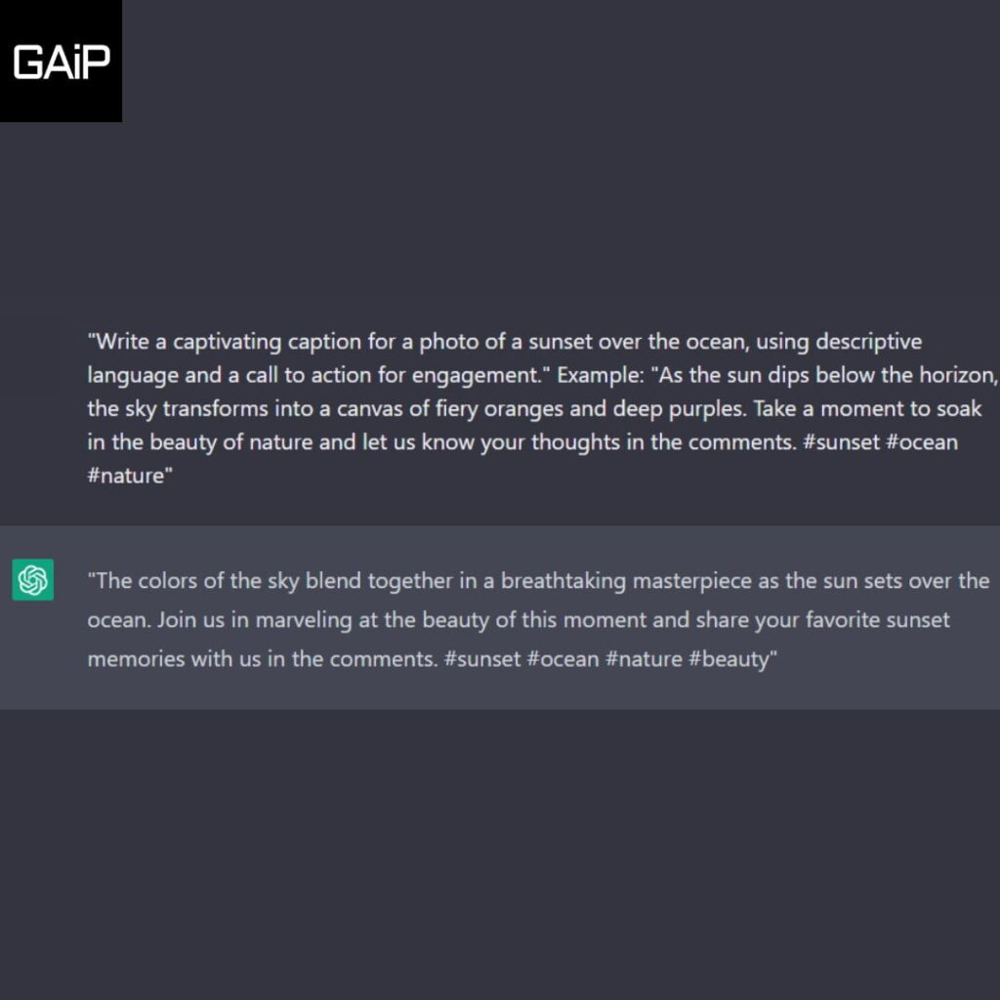 GAiP
"Write a captivating caption for a photo of a sunset over the ocean, using descriptive
language and a call to action for engagement." Example: "As the sun dips below the horizon,
the sky transforms into a canvas of fiery oranges and deep purples. Take a moment to soak
in the beauty of nature and let us know your thoughts in the comments. #sunset #ocean
#nature"
"The colors of the sky blend together in a breathtaking masterpiece as the sun sets over the
ocean. Join us in marveling at the beauty of this moment and share your favorite sunset
memories with us in the comments. #sunset #ocean #nature #beauty"